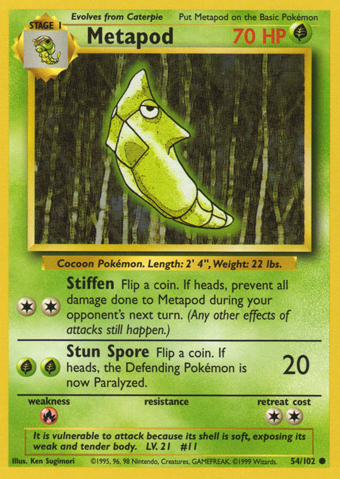 Evolves from Caterpie Put Metapod on the Basic Pokémon
STAGE 1 Metapod 70 HP
Cocoon Pokémon. Length: 2' 4", Weight: 22 lbs.
Stiffen Flip a coin. If heads, prevent all
damage done to Metapod during your
opponent's next turn. (Any other effects of
attacks still happen.)
Stun Spore Flip a coin. If
heads, the Defending Pokémon is
now Paralyzed.
20
weakness resistance retreat cost
It is vulnerable to attack because its shell is soft, exposing its
weak and tender body. LV. 21 #11
Illus. Ken Sugimori ©1995, 96, 98 Nintendo, Creatures, GAMEFREAK. ©1999 Wizards. 54/102